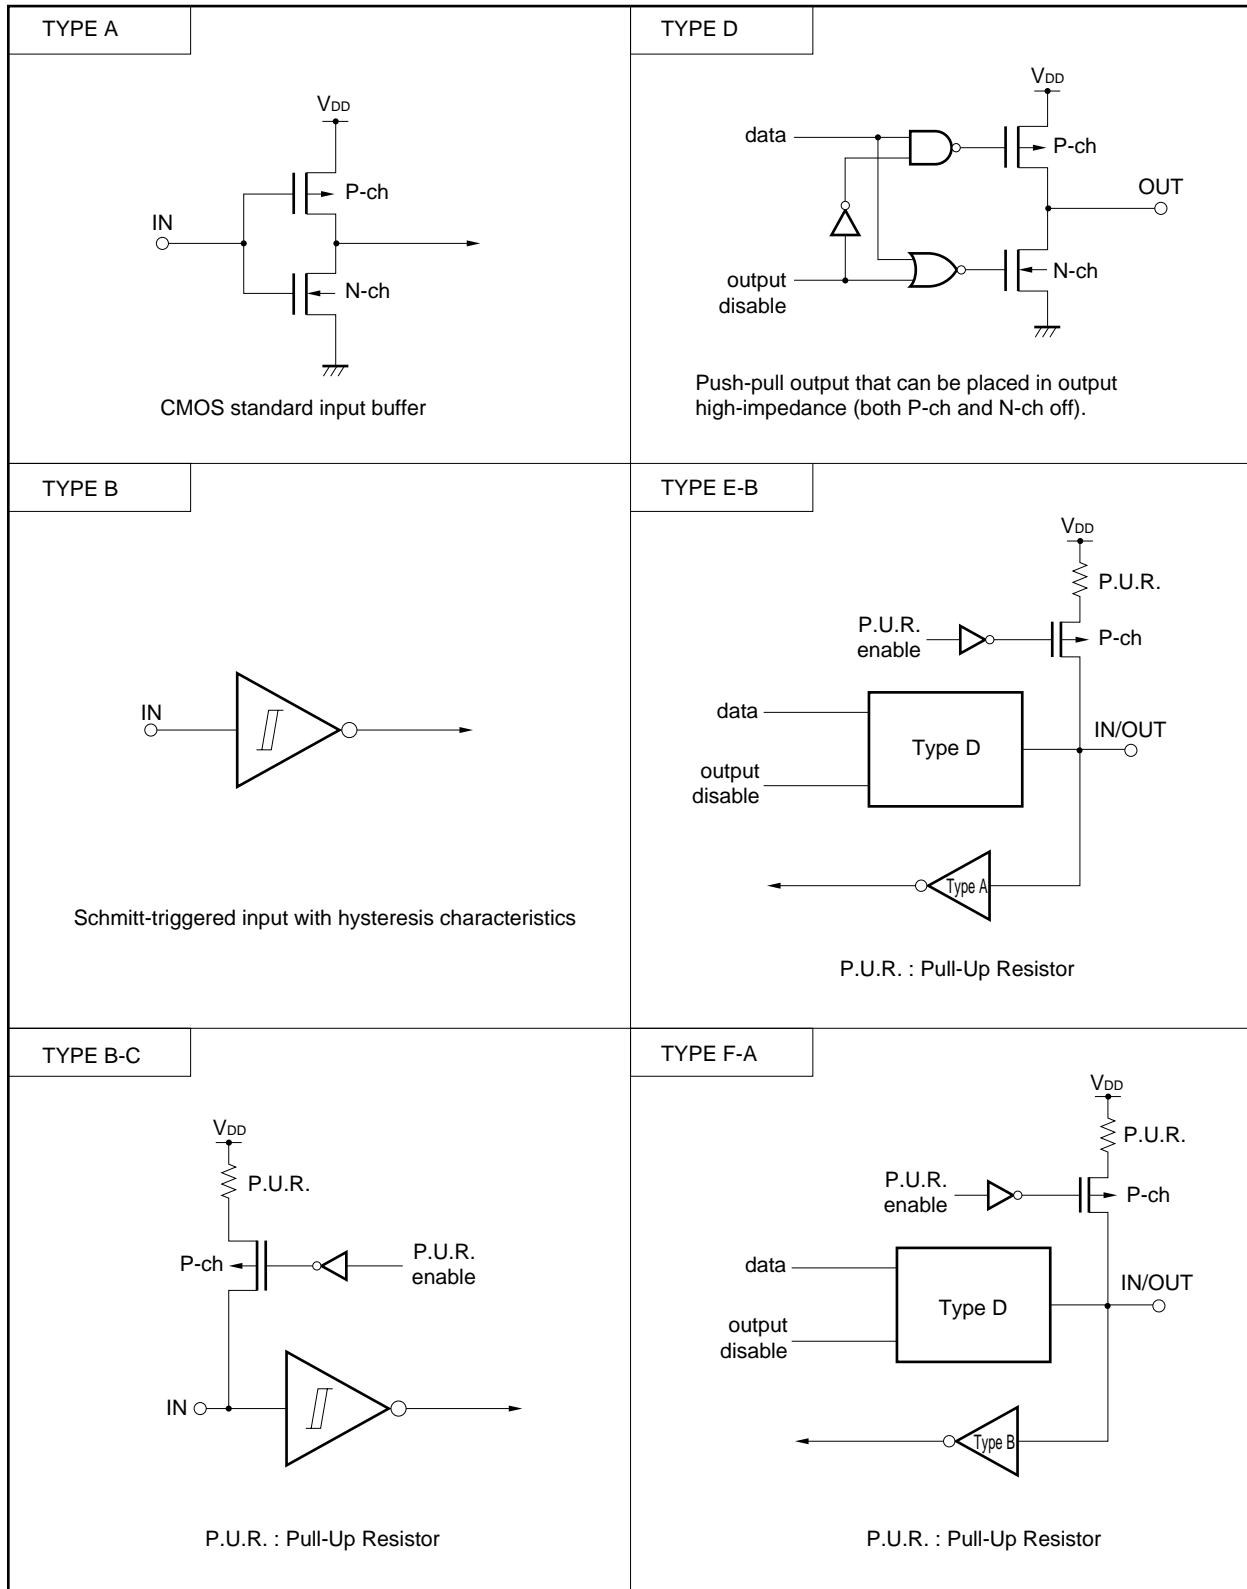 TYPE A
VDD
P-ch
IN
N-ch
CMOS standard input buffer
TYPE D
VDD
data
P-ch
OUT
output
disable
N-ch
Push-pull output that can be placed in output
high-impedance (both P-ch and N-ch off).
TYPE B
IN
Schmitt-triggered input with hysteresis characteristics
TYPE E-B
VDD
P.U.R.
P.U.R.
enable
P-ch
data
Type D
IN/OUT
output
disable
Type A
P.U.R. : Pull-Up Resistor
TYPE B-C
VDD
P.U.R.
P-ch
P.U.R.
enable
IN
P.U.R. : Pull-Up Resistor
TYPE F-A
VDD
P.U.R.
P.U.R.
enable
P-ch
data
Type D
IN/OUT
output
disable
Type B
P.U.R. : Pull-Up Resistor